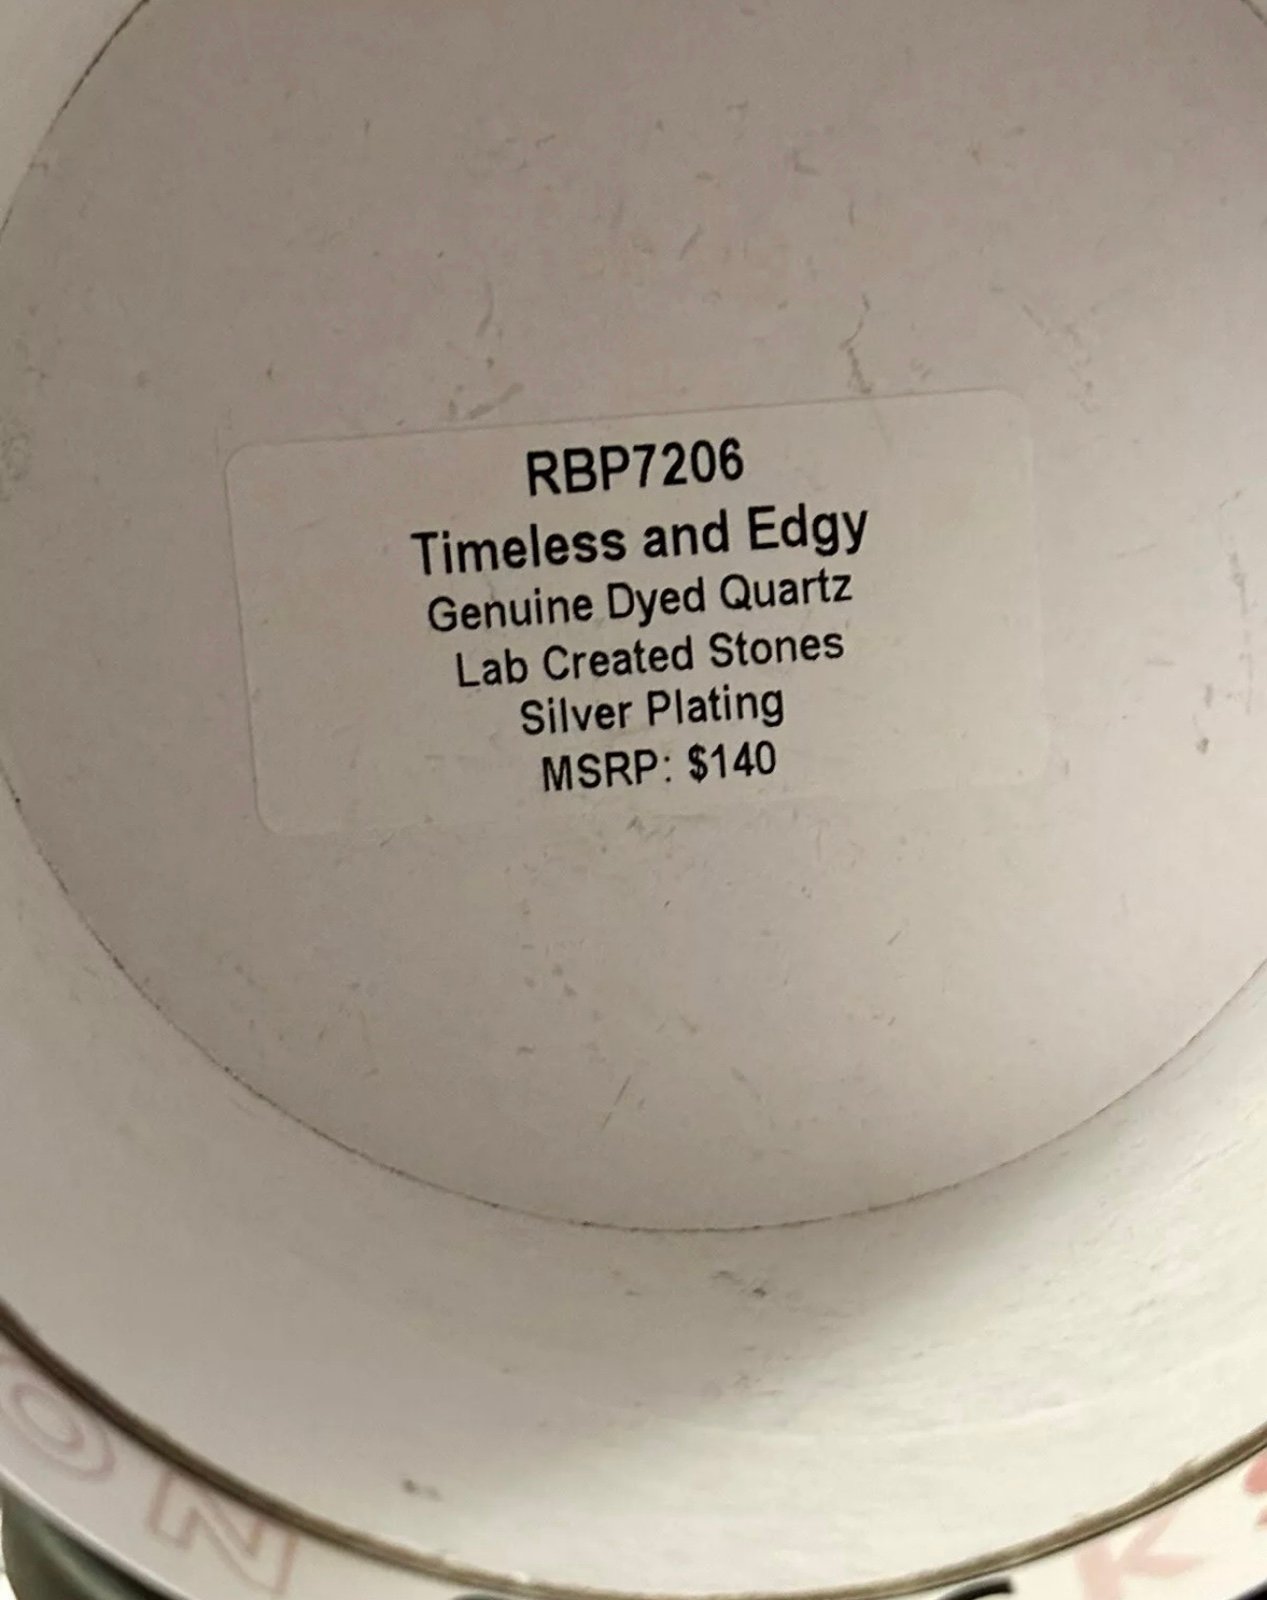 RBP7206
Timeless and Edgy
Genuine Dyed Quartz
Lab Created Stones
Silver Plating
MSRP: $140